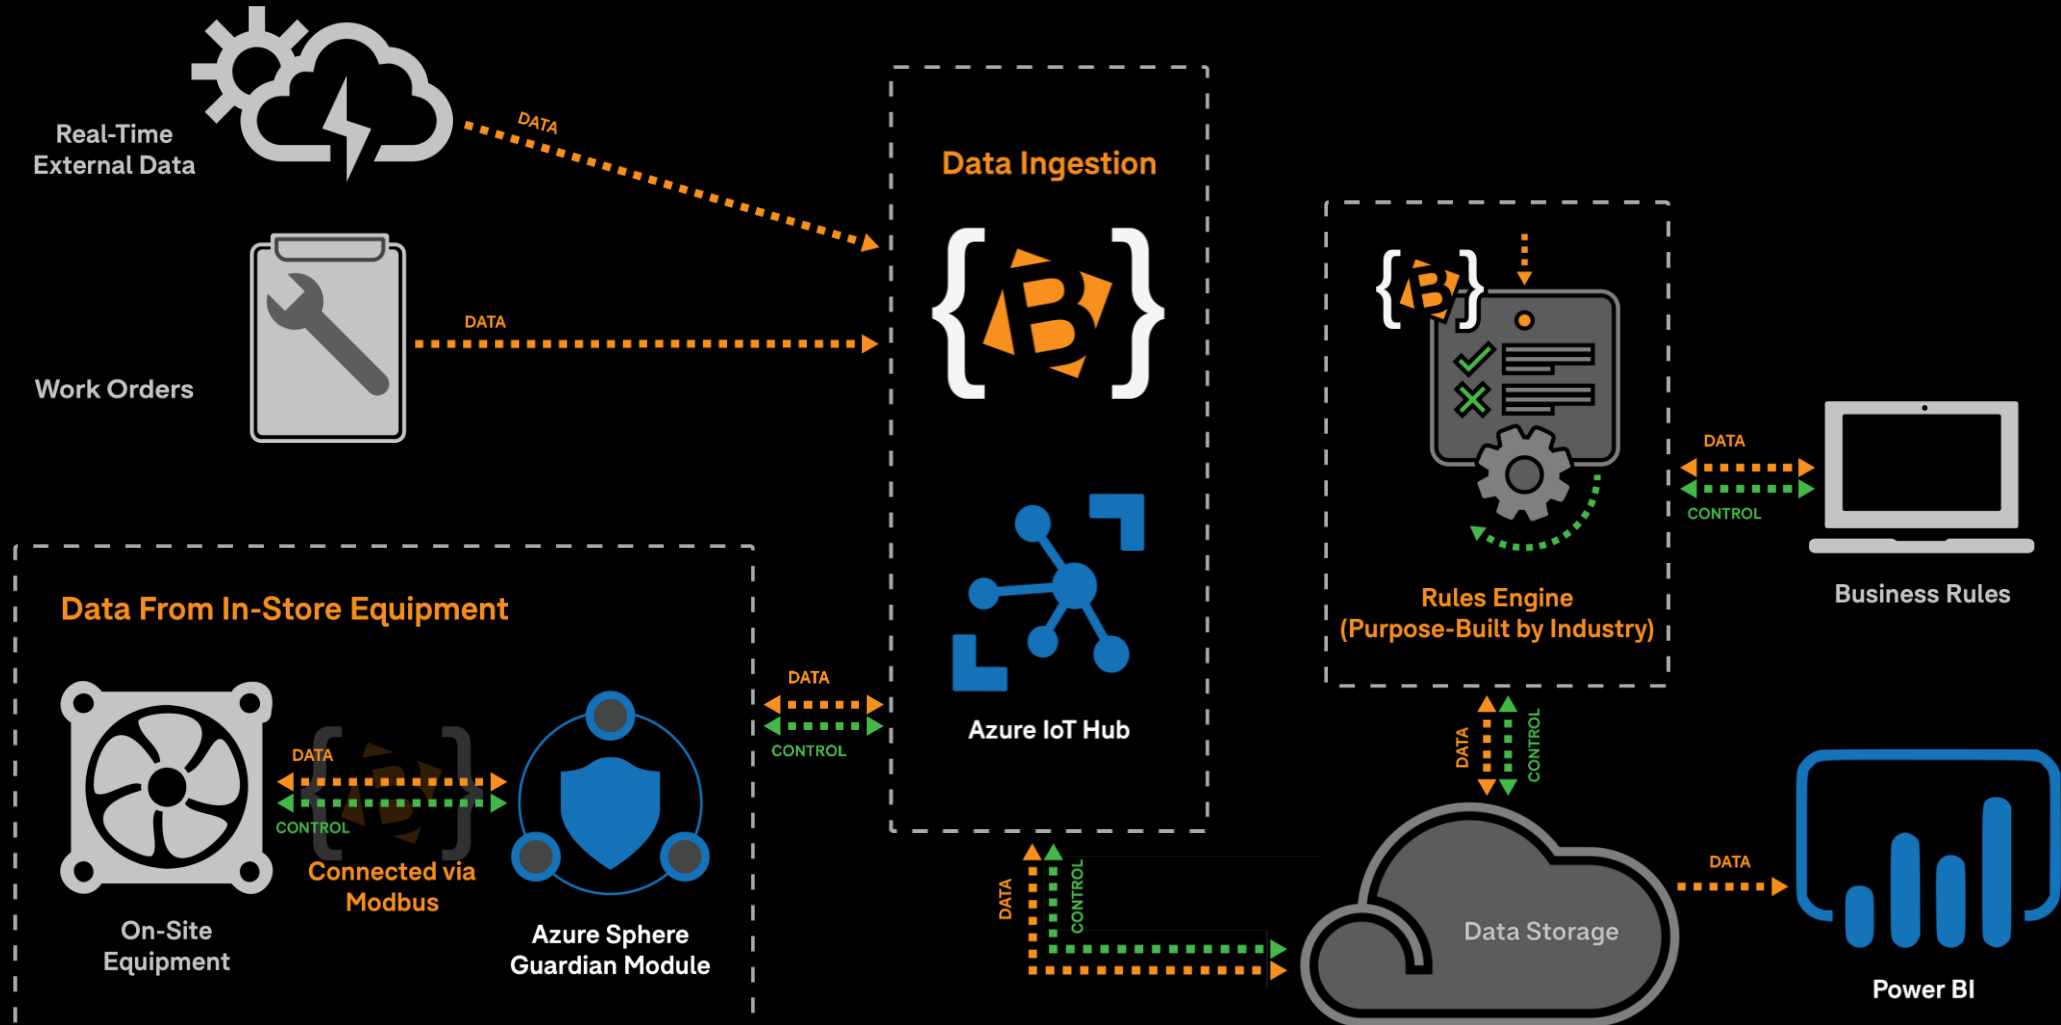 Real-Time
External Data
DATA
Work Orders
DATA
Data Ingestion
B
Azure IoT Hub
B
Rules Engine
(Purpose-Built by Industry)
DATA
CONTROL
Business Rules
Data From In-Store Equipment
DATA
CONTROL
B
Connected via
Modbus
On-Site
Equipment
Azure Sphere
Guardian Module
DATA
CONTROL
DATA
CONTROL
DATA
CONTROL
Data Storage
DATA
Power BI